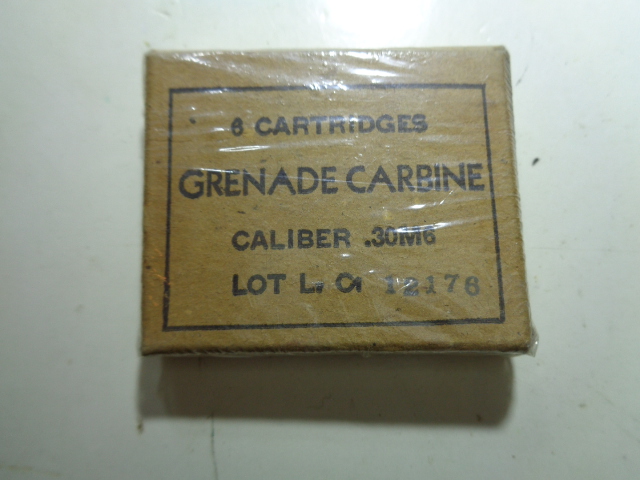 6 CARTRIDGES
GRENADE CARBINE
CALIBER .30M6
LOT L. C. 12176